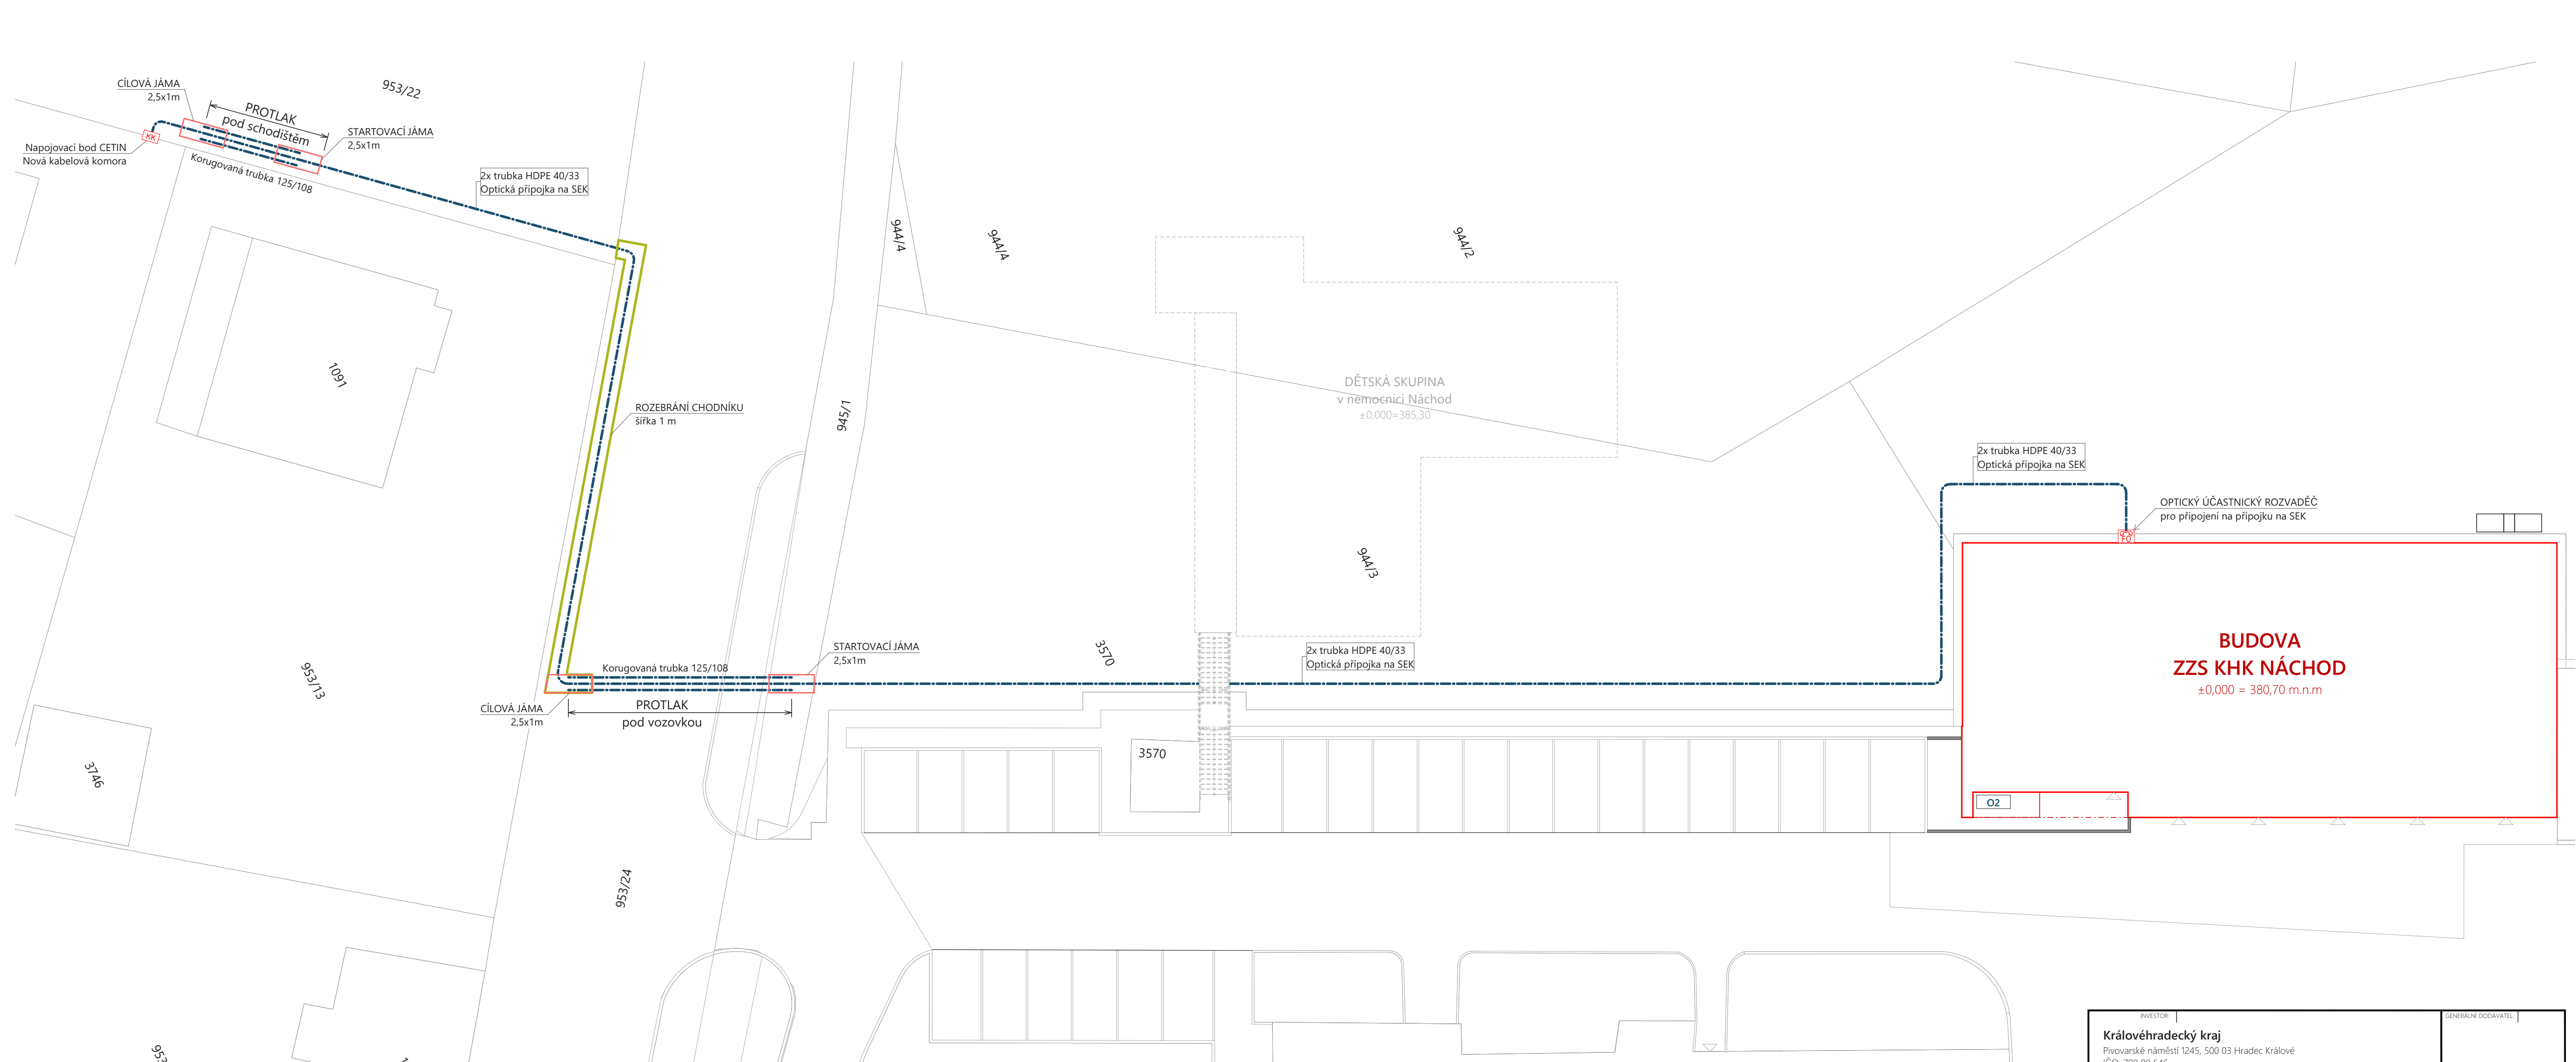 953/22
CÍLOVÁ JÁMA
2,5x1m
PROTLAK
pod schodištěm
STARTOVACÍ JÁMA
2,5x1m
KK
Napojovací bod CETIN
Nová kabelová komora
Korugovaná trubka 125/108
2x trubka HDPE 40/33
Optická přípojka na SEK
944/4
944/4
944/2
1091
DĚTSKÁ SKUPINA
v nemocnici Náchod
±0,000=385,30
ROZEBRÁNÍ CHODNÍKU
šířka 1 m
945/1
2x trubka HDPE 40/33
Optická přípojka na SEK
OPTICKÝ ÚČASTNICKÝ ROZVADĚČ
pro připojení na přípojku na SEK
FO
944/3
BUDOVA
ZZS KHK NÁCHOD
±0,000 = 380,70 m.n.m
3570
STARTOVACÍ JÁMA
2,5x1m
2x trubka HDPE 40/33
Optická přípojka na SEK
Korugovaná trubka 125/108
953/13
CÍLOVÁ JÁMA
2,5x1m
PROTLAK
pod vozovkou
3570
3746
O2
953/24
INVESTOR
GENERÁLNÍ DODAVATEL
Královéhradecký kraj
Pivovarské náměstí 1245, 500 03 Hradec Králové